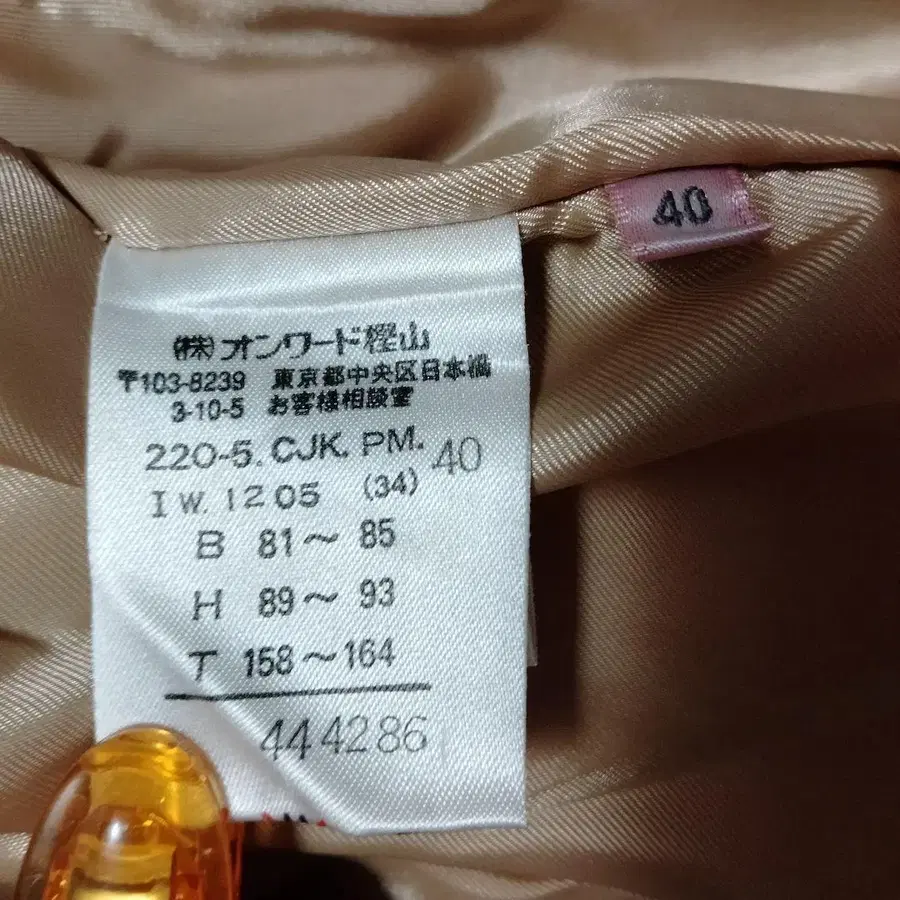 40
(株)オンワード樫山
〒103-8239 東京都中央区日本橋
3-10-5 お客様相談室
220-5. CJK. PM. 40
I W. 1205 (34)
B 81～ 85
H 89～ 93
T 158～164
444286